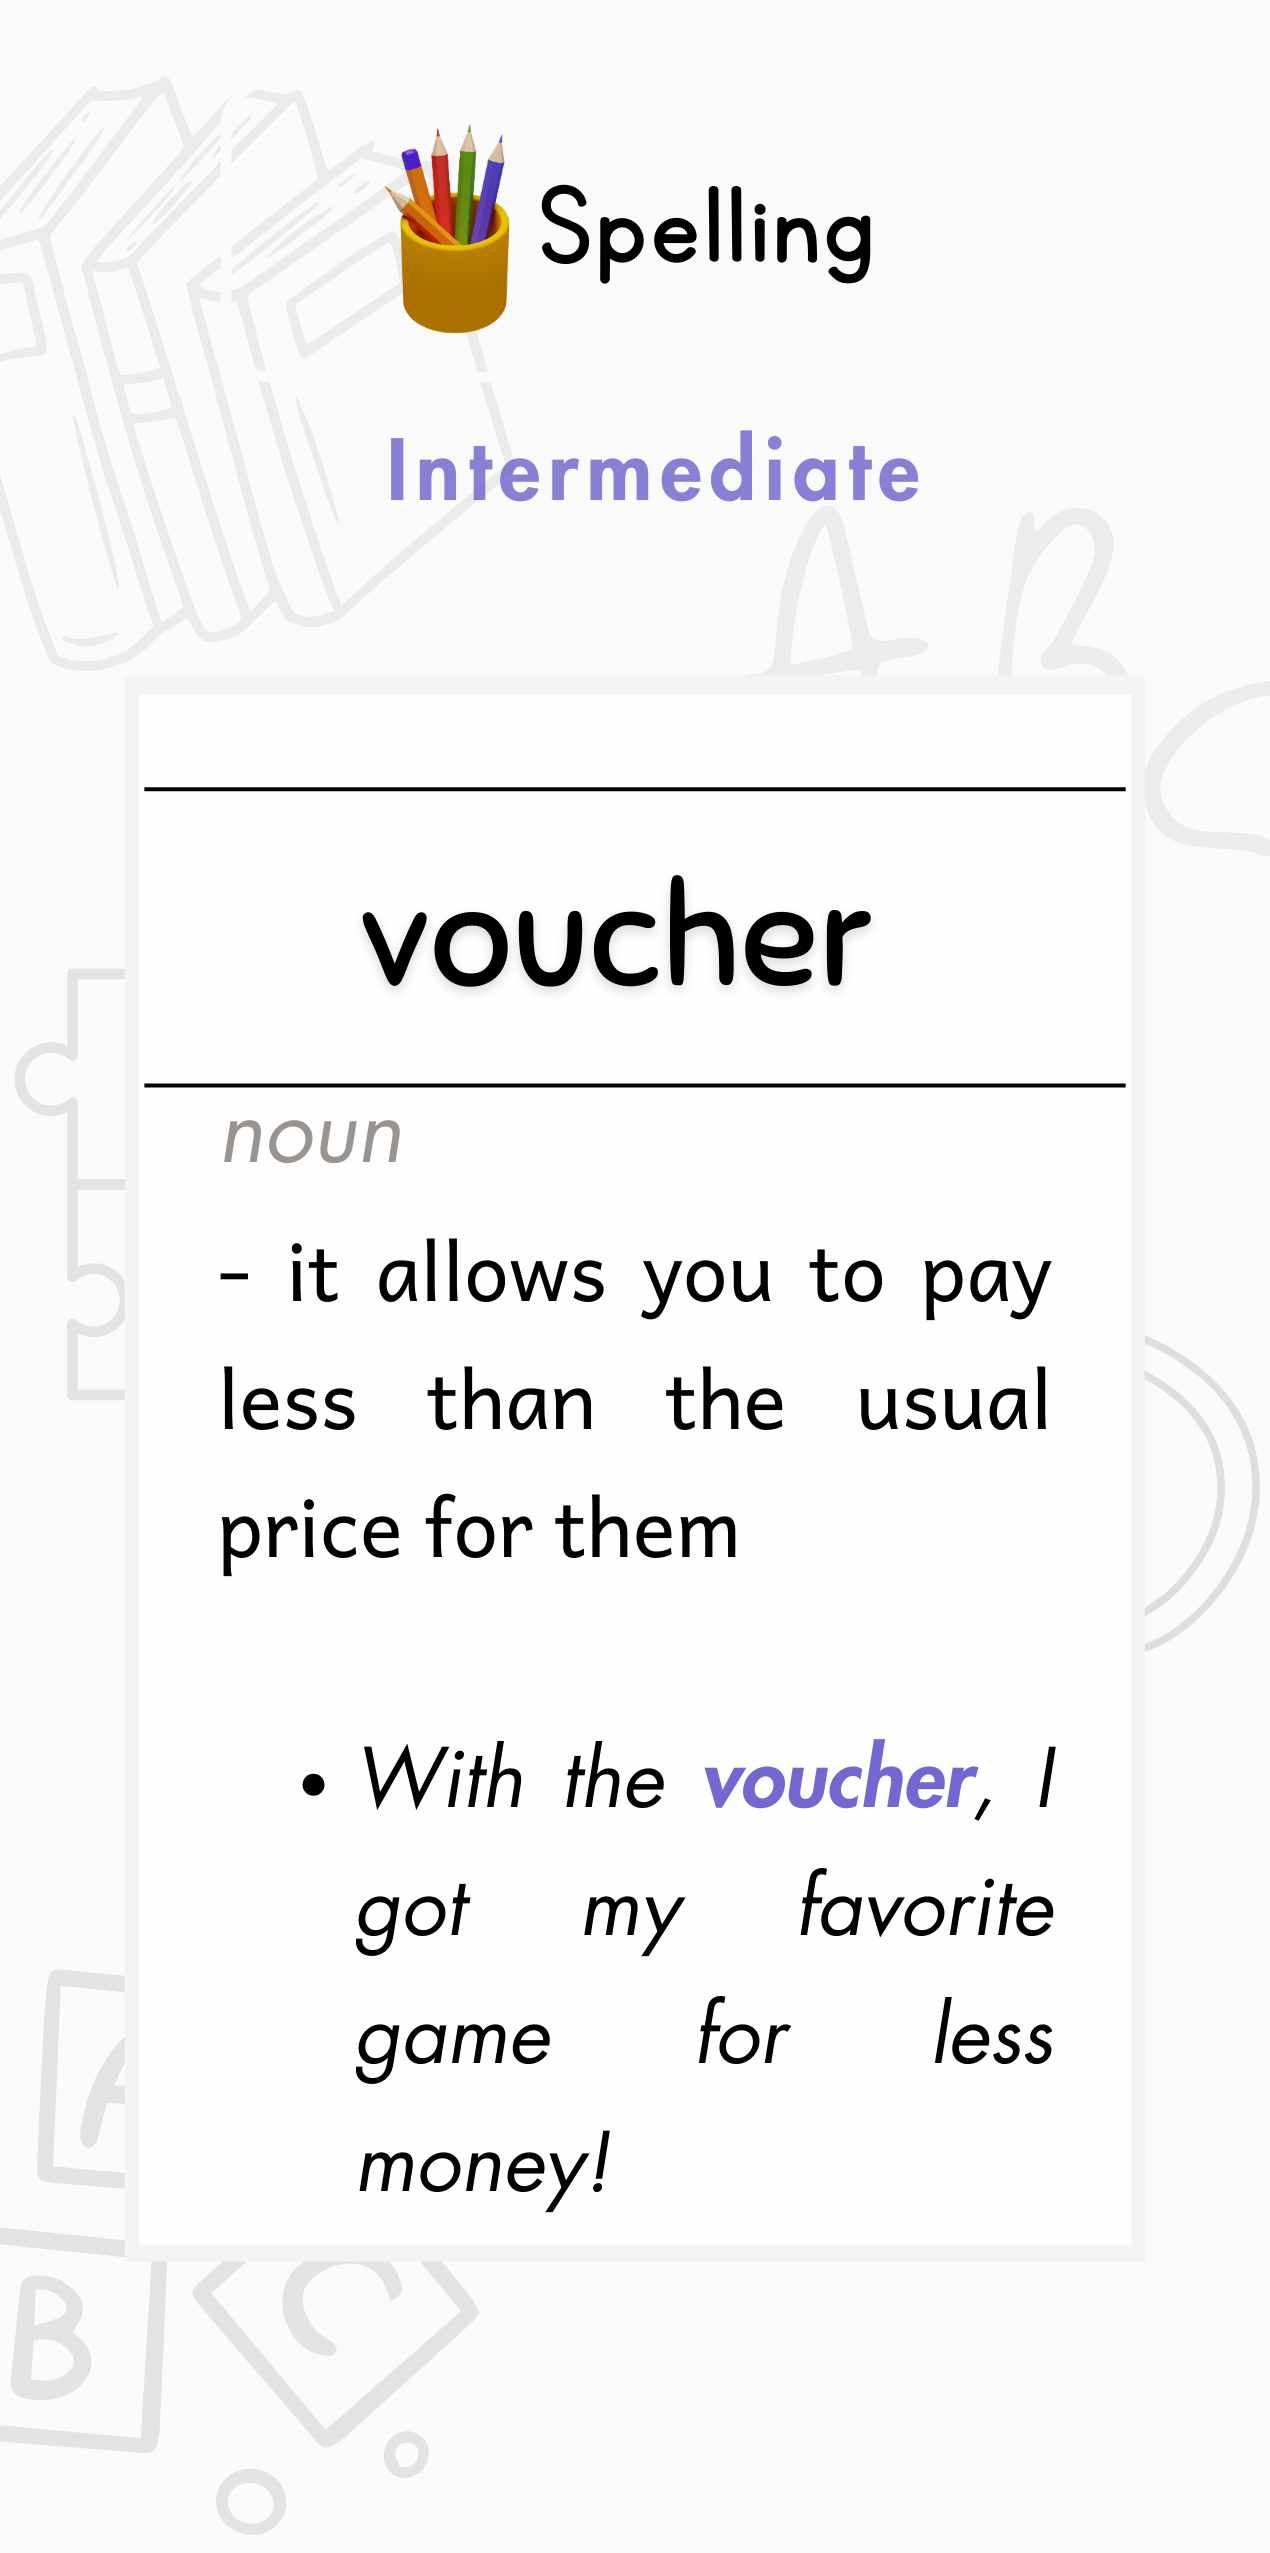 Spelling
Intermediate
A B
C
voucher
noun
- it allows you to pay
less than the usual
price for them
• With the voucher, I
got my favorite
game for less
money!
A
B C